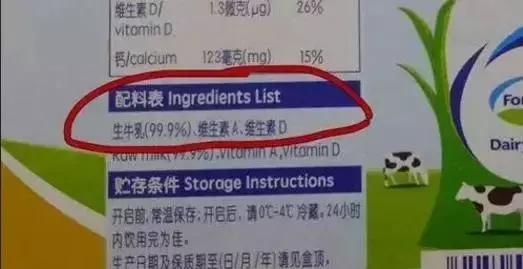 维生素D/ 1.3微克(μg) 26%
vitamin D
钙/calcium 123毫克(mg) 15%
配料表 Ingredients List
生牛乳(99.9%)、维生素A、维生素D
Raw milk(99.9%),Vitamin A,Vitamin D
贮存条件 Storage Instructions
开启前,常温保存;开启后,请0℃-4℃冷藏,24小时
内饮用完为佳。
生产日期及保质期至(日/月/年)请见盒顶,
For
Dair